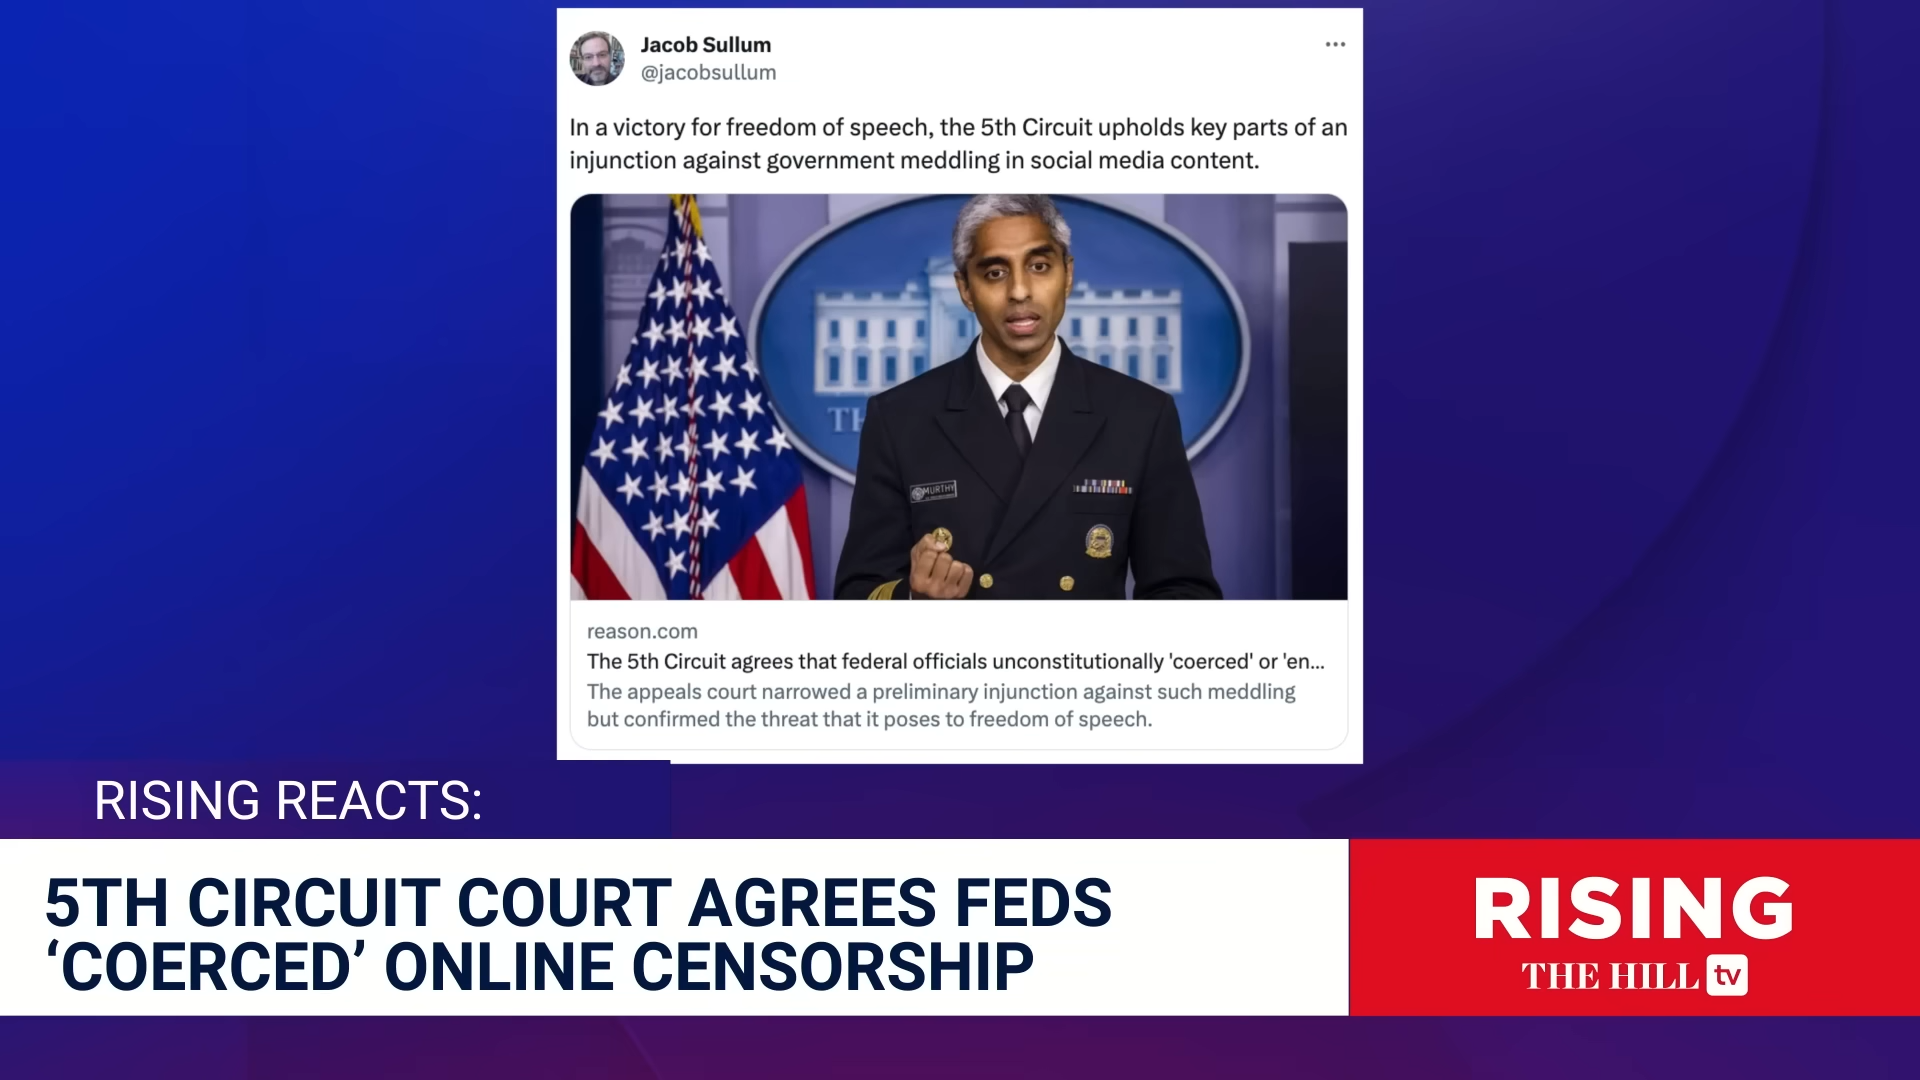 Jacob Sullum
@jacobsullum
In a victory for freedom of speech, the 5th Circuit upholds key parts of an
injunction against government meddling in social media content.
TH
MURTHY
reason.com
The 5th Circuit agrees that federal officials unconstitutionally 'coerced' or 'en...
The appeals court narrowed a preliminary injunction against such meddling
but confirmed the threat that it poses to freedom of speech.
RISING REACTS:
5TH CIRCUIT COURT AGREES FEDS
‘COERCED’ ONLINE CENSORSHIP
RISING
THE HILL tv